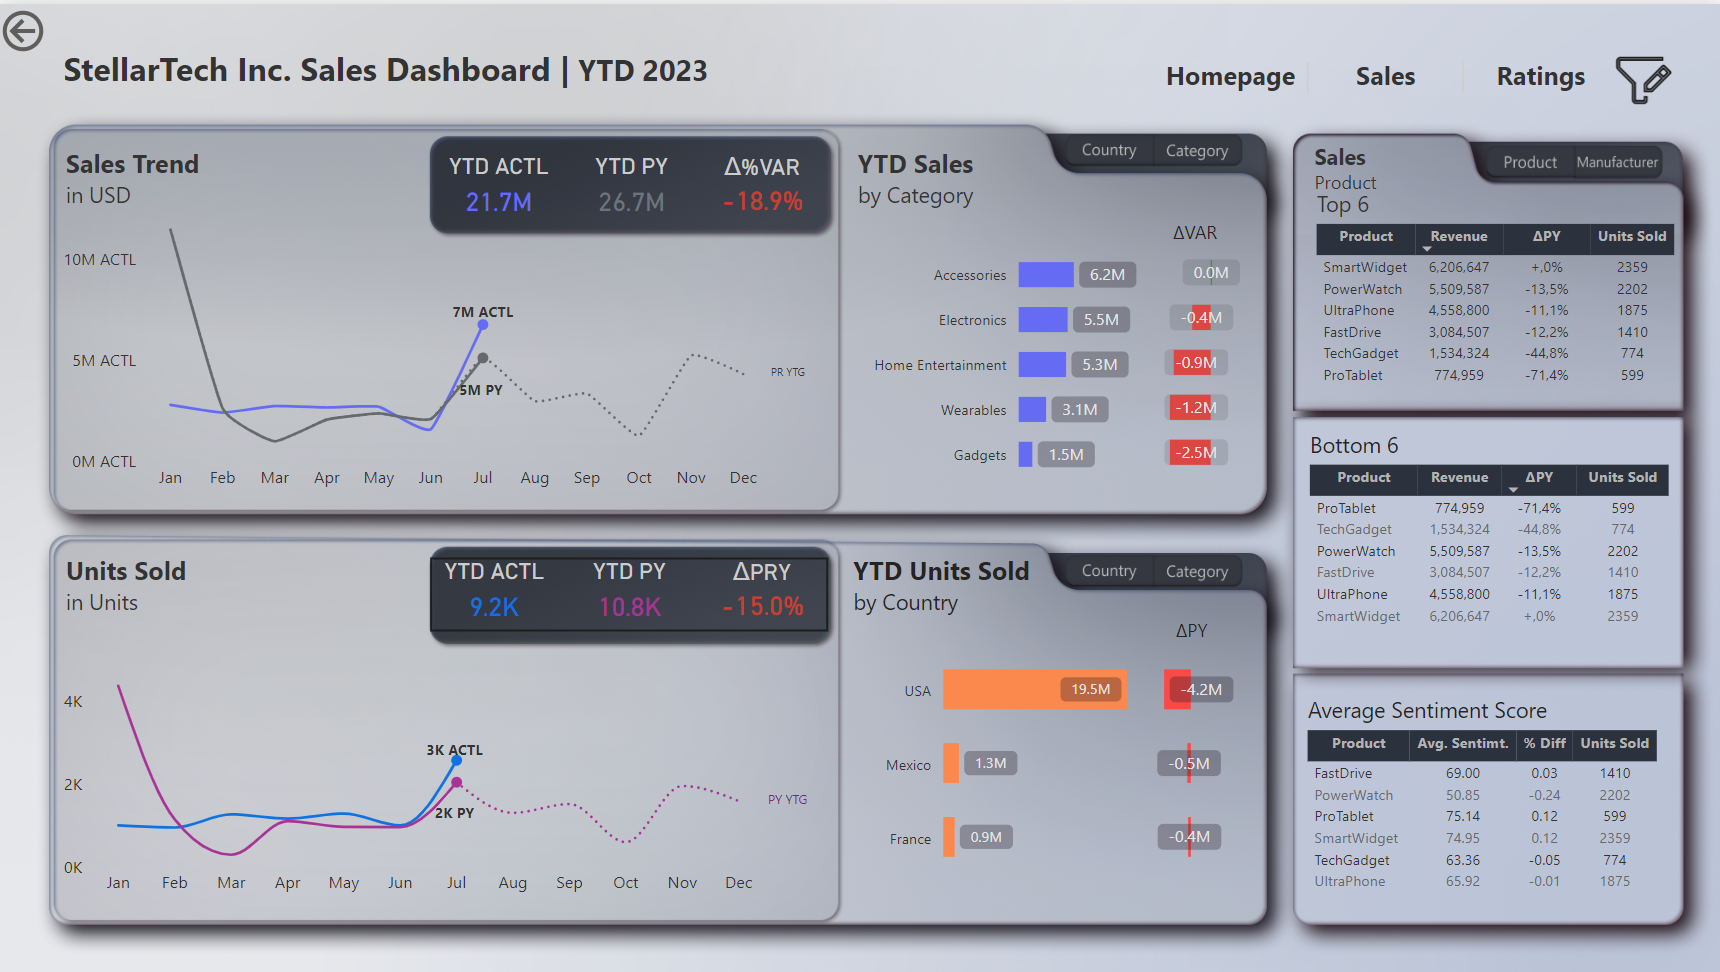 StellarTech Inc. Sales Dashboard | YTD 2023
Homepage
Sales
Ratings
Sales Trend
in USD
YTD ACTL YTD PY Δ%VAR
21.7M 26.7M -18.9%
10M ACTL
5M ACTL
0M ACTL
7M ACTL
5M PY
PR YTG
Jan Feb Mar Apr May Jun Jul Aug Sep Oct Nov Dec
YTD Sales
by Category
Country Category
ΔVAR
Accessories 6.2M 0.0M
Electronics 5.5M -0.4M
Home Entertainment 5.3M -0.9M
Wearables 3.1M -1.2M
Gadgets 1.5M -2.5M
Units Sold
in Units
YTD ACTL YTD PY ΔPRY
9.2K 10.8K -15.0%
4K
2K
0K
3K ACTL
2K PY
PY YTG
Jan Feb Mar Apr May Jun Jul Aug Sep Oct Nov Dec
YTD Units Sold
by Country
Country Category
ΔPY
USA 19.5M -4.2M
Mexico 1.3M -0.5M
France 0.9M -0.4M
Sales
Product
Top 6
Product Manufacturer
Product Revenue ΔPY Units Sold
SmartWidget 6,206,647 +,0% 2359
PowerWatch 5,509,587 -13,5% 2202
UltraPhone 4,558,800 -11,1% 1875
FastDrive 3,084,507 -12,2% 1410
TechGadget 1,534,324 -44,8% 774
ProTablet 774,959 -71,4% 599
Bottom 6
Product Revenue ΔPY Units Sold
ProTablet 774,959 -71,4% 599
TechGadget 1,534,324 -44,8% 774
PowerWatch 5,509,587 -13,5% 2202
FastDrive 3,084,507 -12,2% 1410
UltraPhone 4,558,800 -11,1% 1875
SmartWidget 6,206,647 +,0% 2359
Average Sentiment Score
Product Avg. Sentimt. % Diff Units Sold
FastDrive 69.00 0.03 1410
PowerWatch 50.85 -0.24 2202
ProTablet 75.14 0.12 599
SmartWidget 74.95 0.12 2359
TechGadget 63.36 -0.05 774
UltraPhone 65.92 -0.01 1875